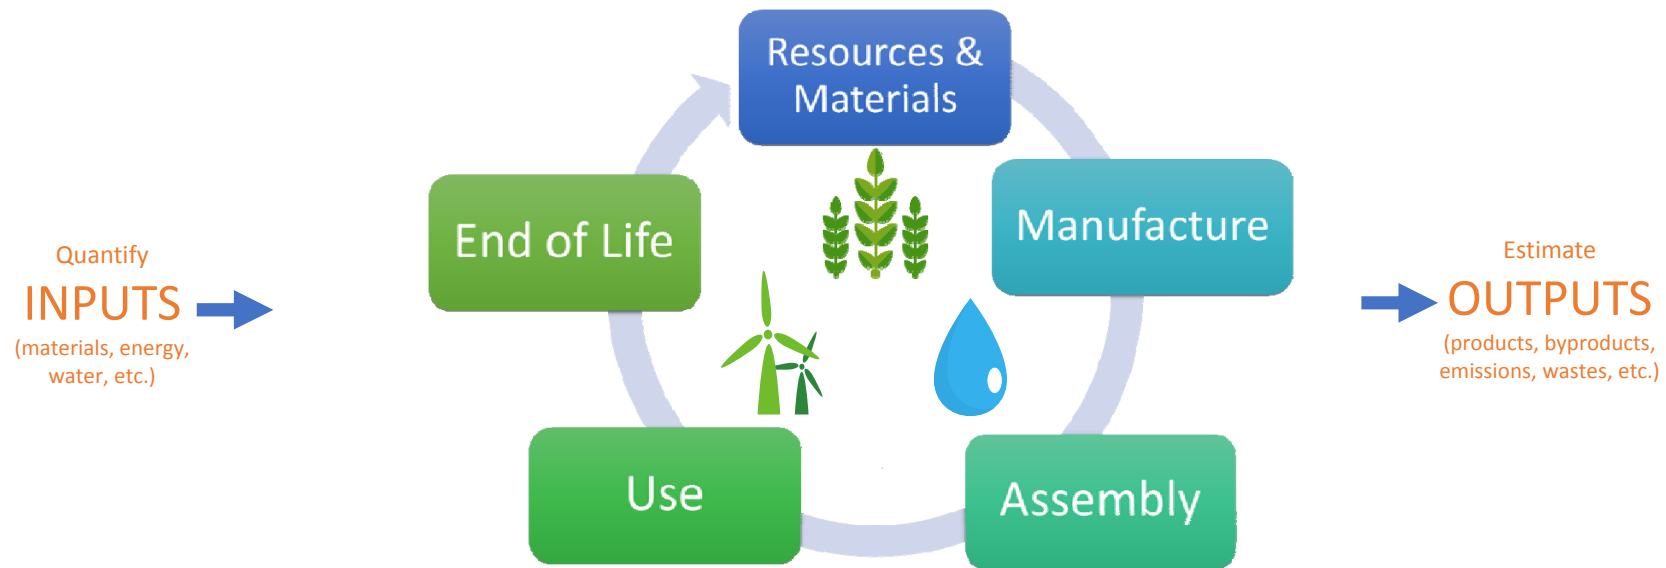 Resources &
Materials
Manufacture
Assembly
Use
End of Life
Quantify
INPUTS
(materials, energy,
water, etc.)
Estimate
OUTPUTS
(products, byproducts,
emissions, wastes, etc.)